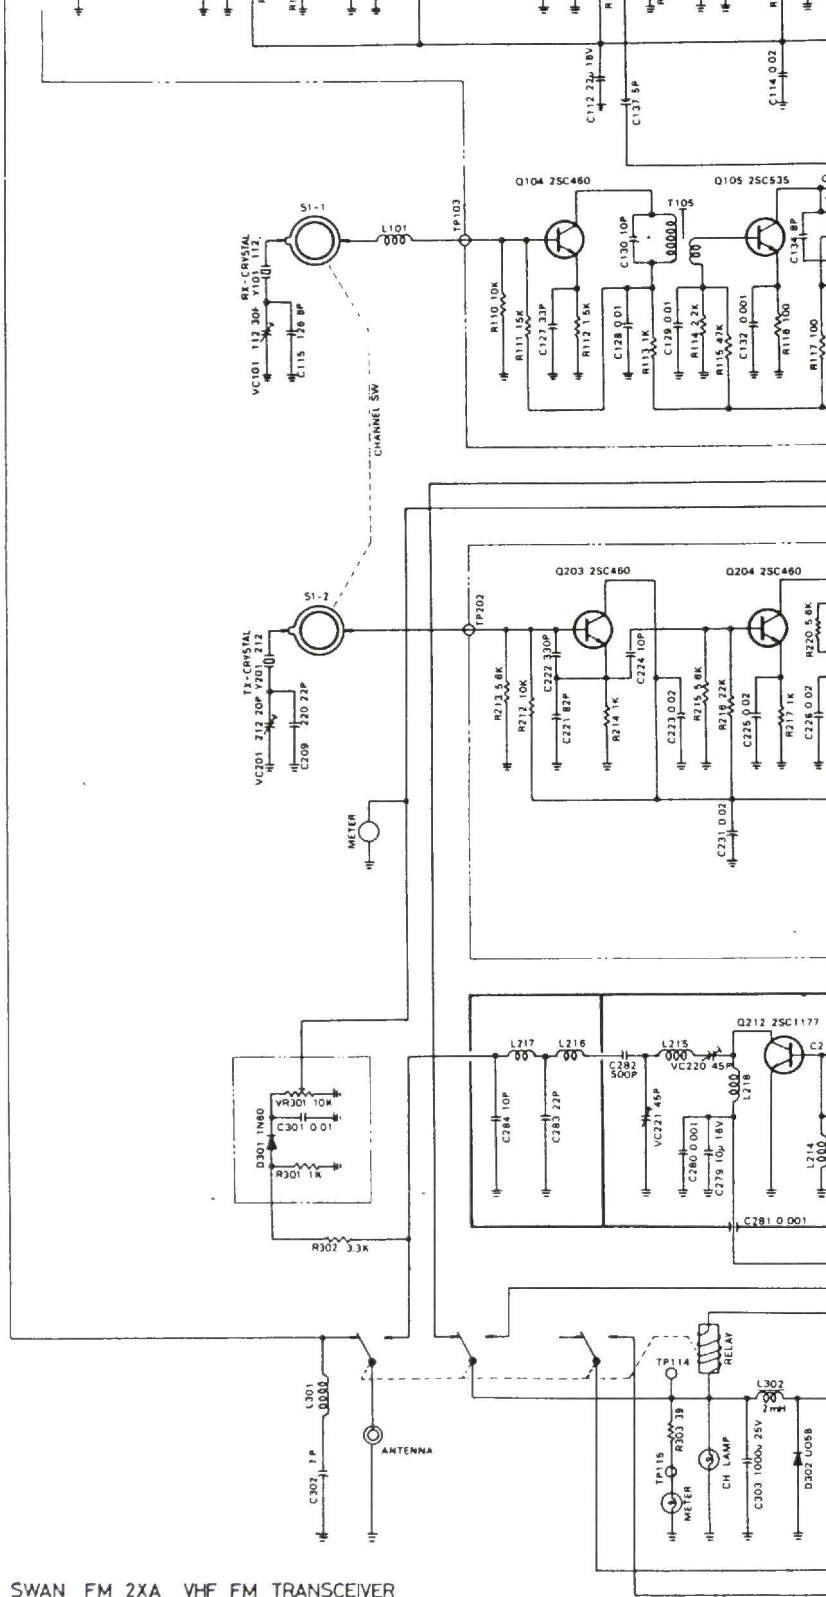 C112 22µ 16V
C137 5P
C114 0.02
Q104 2SC460
Q105 2SC535
S1-1
L101
TP103
T105
C130 10P
C134 8P
RX-CRYSTAL
Y101 112
VC101 112 30P
C115 126 8P
R110 10K
R111 15K
C127 33P
R112 1.5K
C128 0.01
R113 1K
C129 0.01
R114 2.2K
R115 47K
C132 0.001
R116 100
R117 100
CHANNEL SW
Q203 2SC460
Q204 2SC460
S1-2
TP202
TX-CRYSTAL
Y201 212
VC201 212 20P
C209 220 22P
R213 5.6K
R212 10K
C222 330P
C221 82P
R214 1K
C224 10P
C223 0.02
R215 5.6K
R216 22K
C225 0.02
R217 1K
R220 5.6K
C226 0.02
METER
C231 0.02
Q212 2SC1177
L217
L216
C282
500P
L215
VC220 45P
C2
L218
VR301 10K
C301 0.01
D301 1N60
R301 1K
C284 10P
C283 22P
VC221 45P
C280 0.001
C279 10µ 16V
L214
C281 0.001
R302 3.3K
RELAY
TP114
L302
2mH
L301
C302 7P
ANTENNA
R303 39
TP115
METER
CH LAMP
C303 1000µ 25V
D302 U05B
SWAN FM 2XA VHF FM TRANSCEIVER